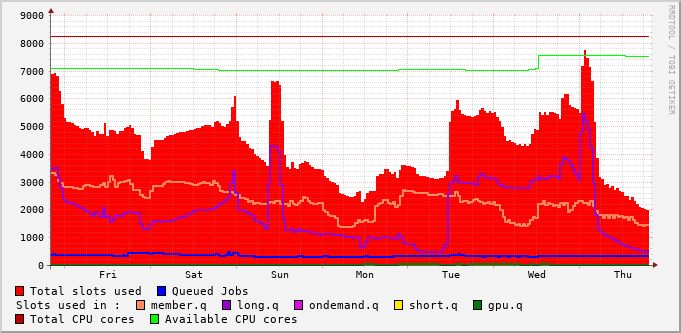 9000
8000
7000
6000
5000
4000
3000
2000
1000
0
Fri Sat Sun Mon Tue Wed Thu
RRDTOOL / TOBI OETIKER
Total slots used Queued Jobs
Slots used in : member.q long.q ondemand.q short.q gpu.q
Total CPU cores Available CPU cores